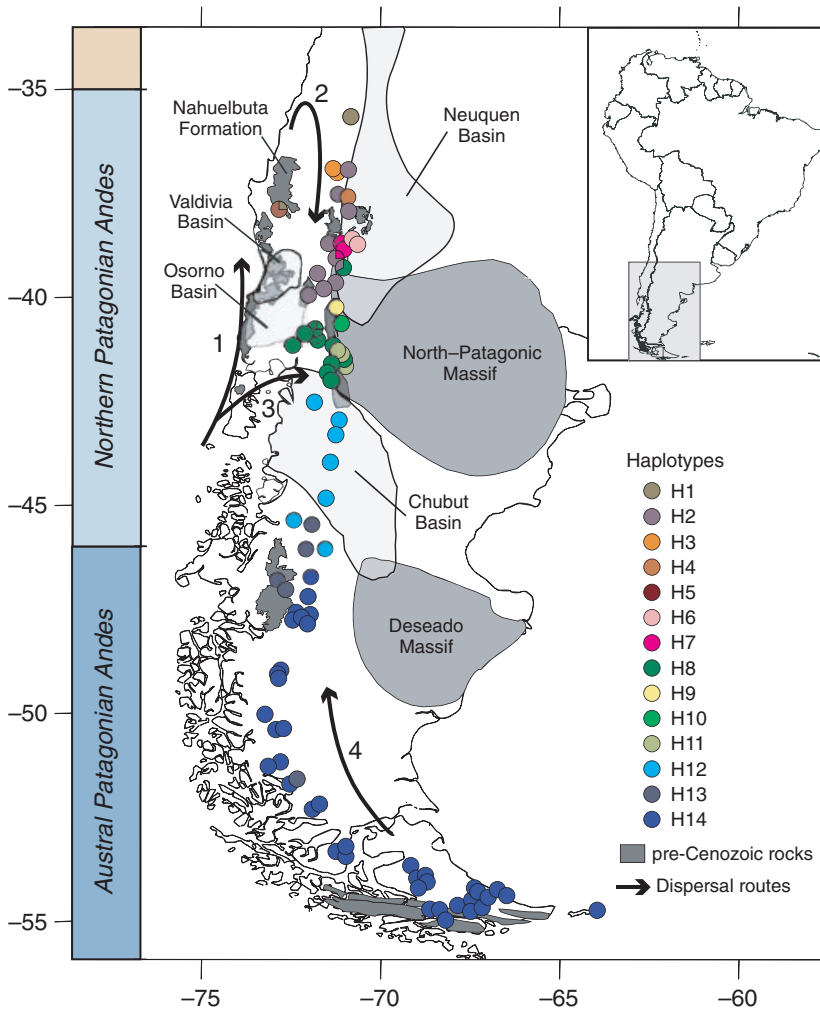 −35
−40
−45
−50
−55
Northern Patagonian Andes
Austral Patagonian Andes
Nahuelbuta
Formation
2
Neuquen
Basin
Valdivia
Basin
Osorno
Basin
1
3
North–Patagonic
Massif
Chubut
Basin
Deseado
Massif
4
Haplotypes
H1
H2
H3
H4
H5
H6
H7
H8
H9
H10
H11
H12
H13
H14
pre-Cenozoic rocks
Dispersal routes
−75
−70
−65
−60